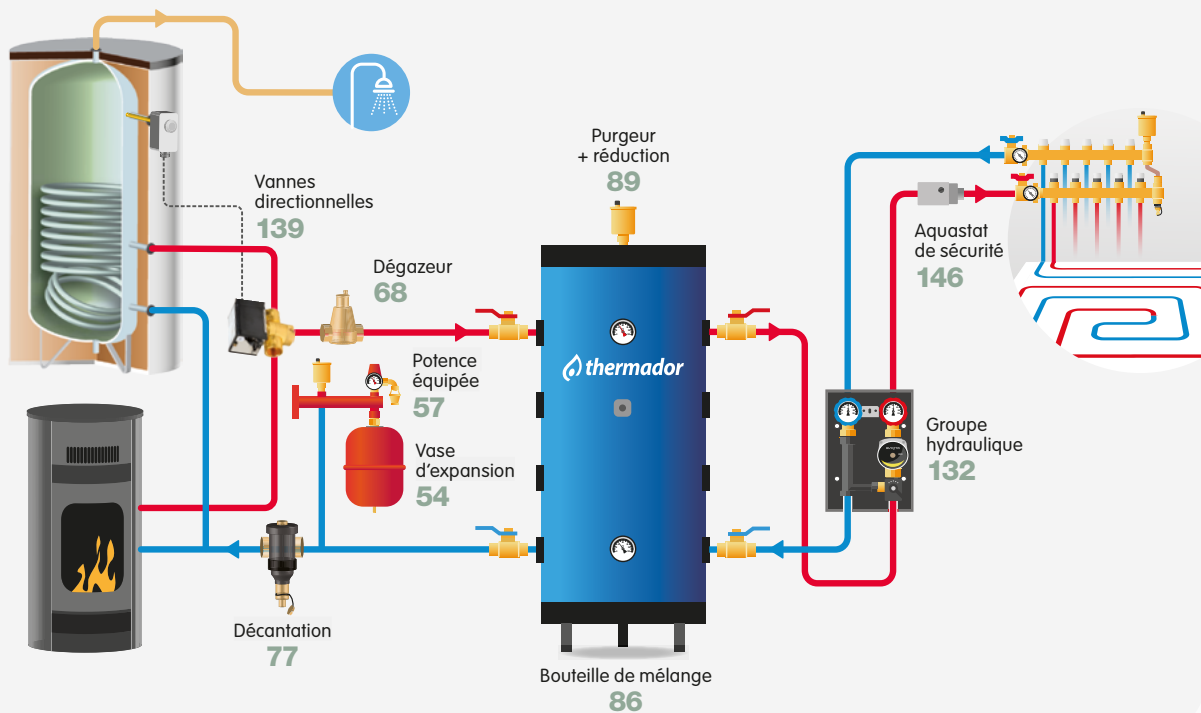 Purgeur
+ réduction
89
Vannes
directionnelles
139
Aquastat
de sécurité
146
Dégazeur
68
Potence
équipée
57
thermador
Vase
d'expansion
54
Groupe
hydraulique
132
Décantation
77
Bouteille de mélange
86